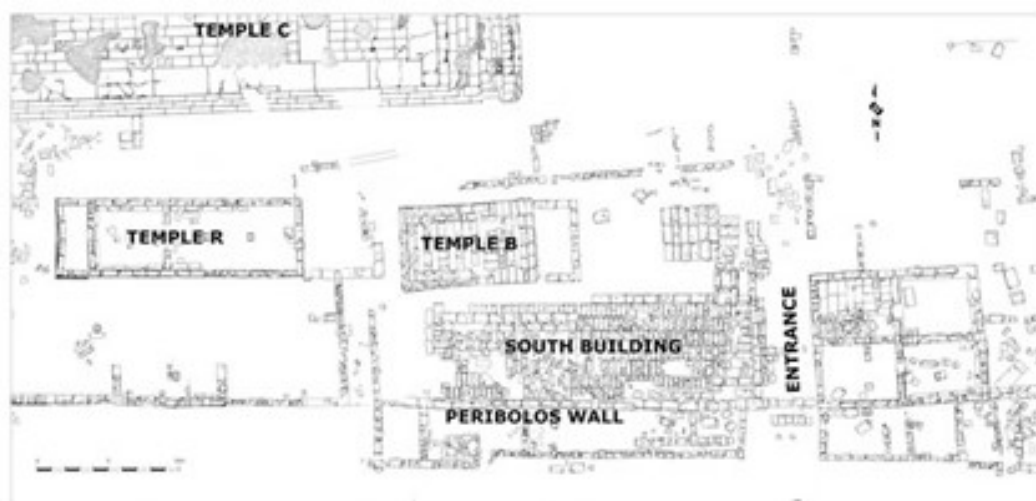 TEMPLE C
TEMPLE R
TEMPLE B
SOUTH BUILDING
ENTRANCE
PERIBOLOS WALL